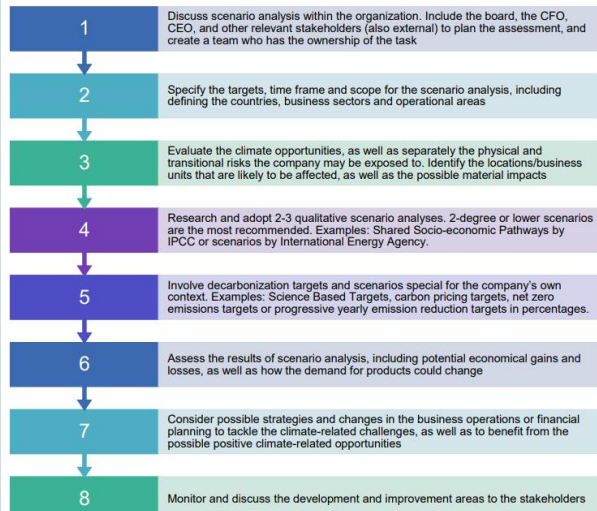 1
Discuss scenario analysis within the organization. Include the board, the CFO,
CEO, and other relevant stakeholders (also external) to plan the assessment, and
create a team who has the ownership of the task
2
Specify the targets, time frame and scope for the scenario analysis, including
defining the countries, business sectors and operational areas
3
Evaluate the climate opportunities, as well as separately the physical and
transitional risks the company may be exposed to. Identify the locations/business
units that are likely to be affected, as well as the possible material impacts
4
Research and adopt 2-3 qualitative scenario analyses. 2-degree or lower scenarios
are the most recommended. Examples: Shared Socio-economic Pathways by
IPCC or scenarios by International Energy Agency.
5
Involve decarbonization targets and scenarios special for the company's own
context. Examples: Science Based Targets, carbon pricing targets, net zero
emissions targets or progressive yearly emission reduction targets in percentages.
6
Assess the results of scenario analysis, including potential economical gains and
losses, as well as how the demand for products could change
7
Consider possible strategies and changes in the business operations or financial
planning to tackle the climate-related challenges, as well as to benefit from the
possible positive climate-related opportunities
8
Monitor and discuss the development and improvement areas to the stakeholders